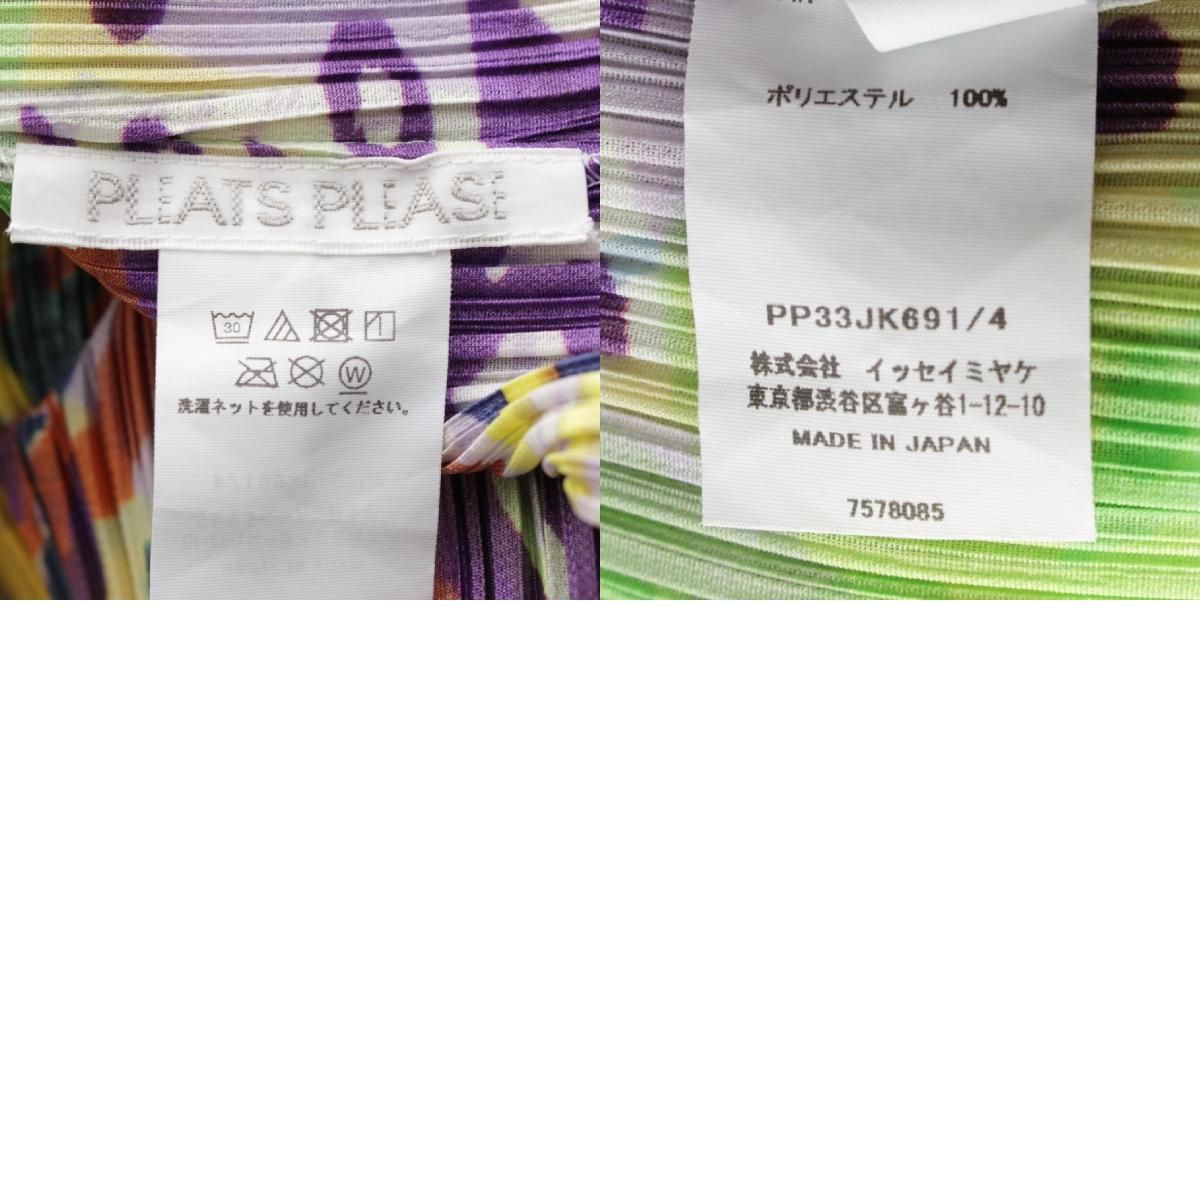 PLEATS PLEASE
30
洗濯ネットを使用してください。
W
ポリエステル 100%
PP33JK691/4
株式会社 イッセイミヤケ
東京都渋谷区富ヶ谷1-12-10
MADE IN JAPAN
7578085